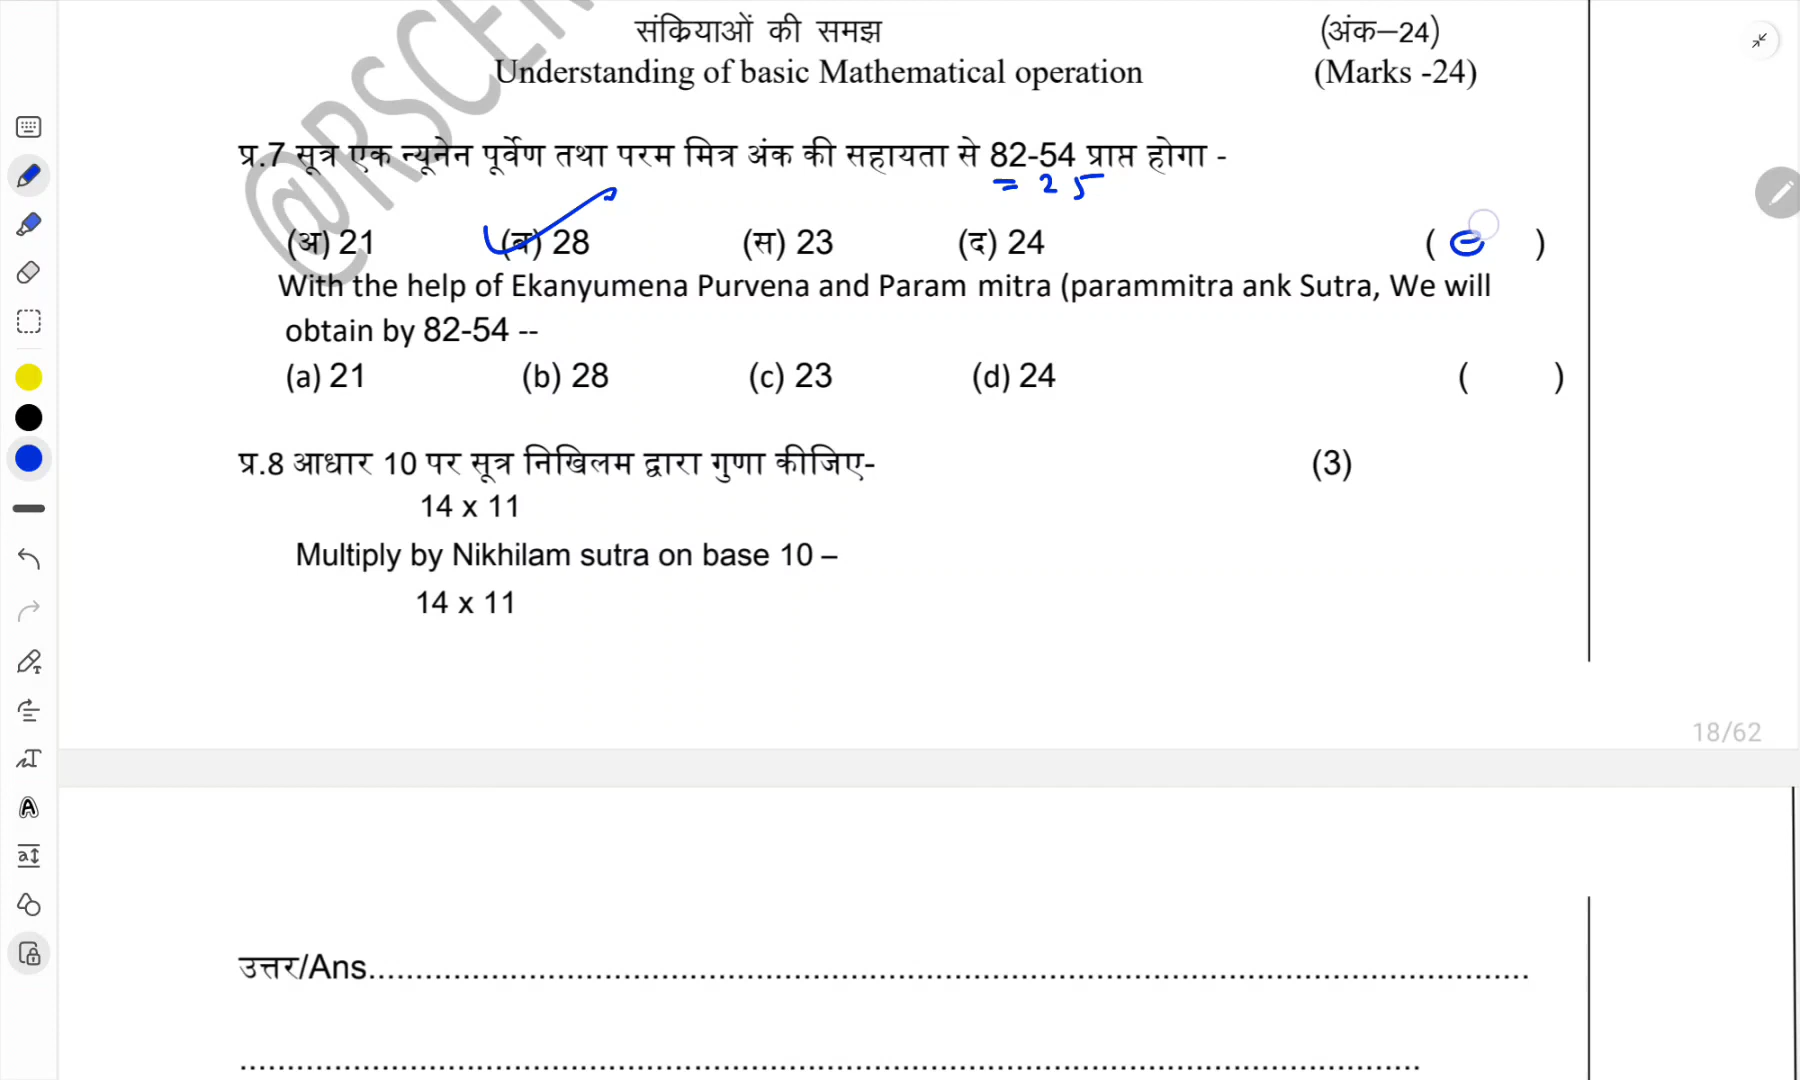 संक्रियाओं की समझ (अंक–24)
Understanding of basic Mathematical operation (Marks -24)
@RSCER
प्र.7 सूत्र एक न्यूनेन पूर्वेण तथा परम मित्र अंक की सहायता से 82-54 प्राप्त होगा -
= 2
(अ) 21 (ब) 28 (स) 23 (द) 24 ( )
With the help of Ekanyumena Purvena and Param mitra (parammitra ank Sutra, We will
obtain by 82-54 --
(a) 21 (b) 28 (c) 23 (d) 24 ( )
प्र.8 आधार 10 पर सूत्र निखिलम द्वारा गुणा कीजिए- (3)
14 x 11
Multiply by Nikhilam sutra on base 10 –
14 x 11
18/62
उत्तर/Ans..........................................................................................
..........................................................................................